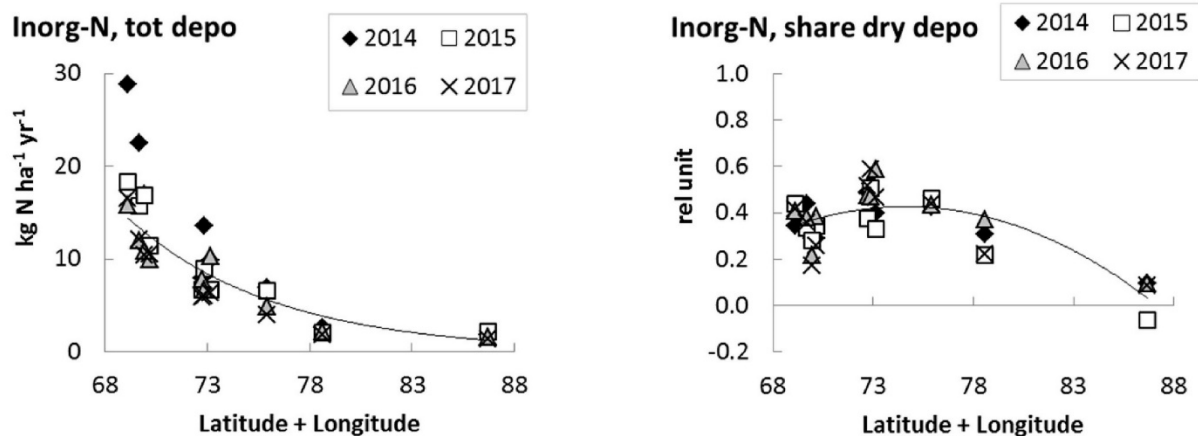 Inorg-N, tot depo
2014 2015
2016 2017
30
20
10
0
kg N ha⁻¹ yr⁻¹
68 73 78 83 88
Latitude + Longitude
Inorg-N, share dry depo
2014 2015
2016 2017
1.0
0.8
0.6
0.4
0.2
0.0
-0.2
rel unit
68 73 78 83 88
Latitude + Longitude